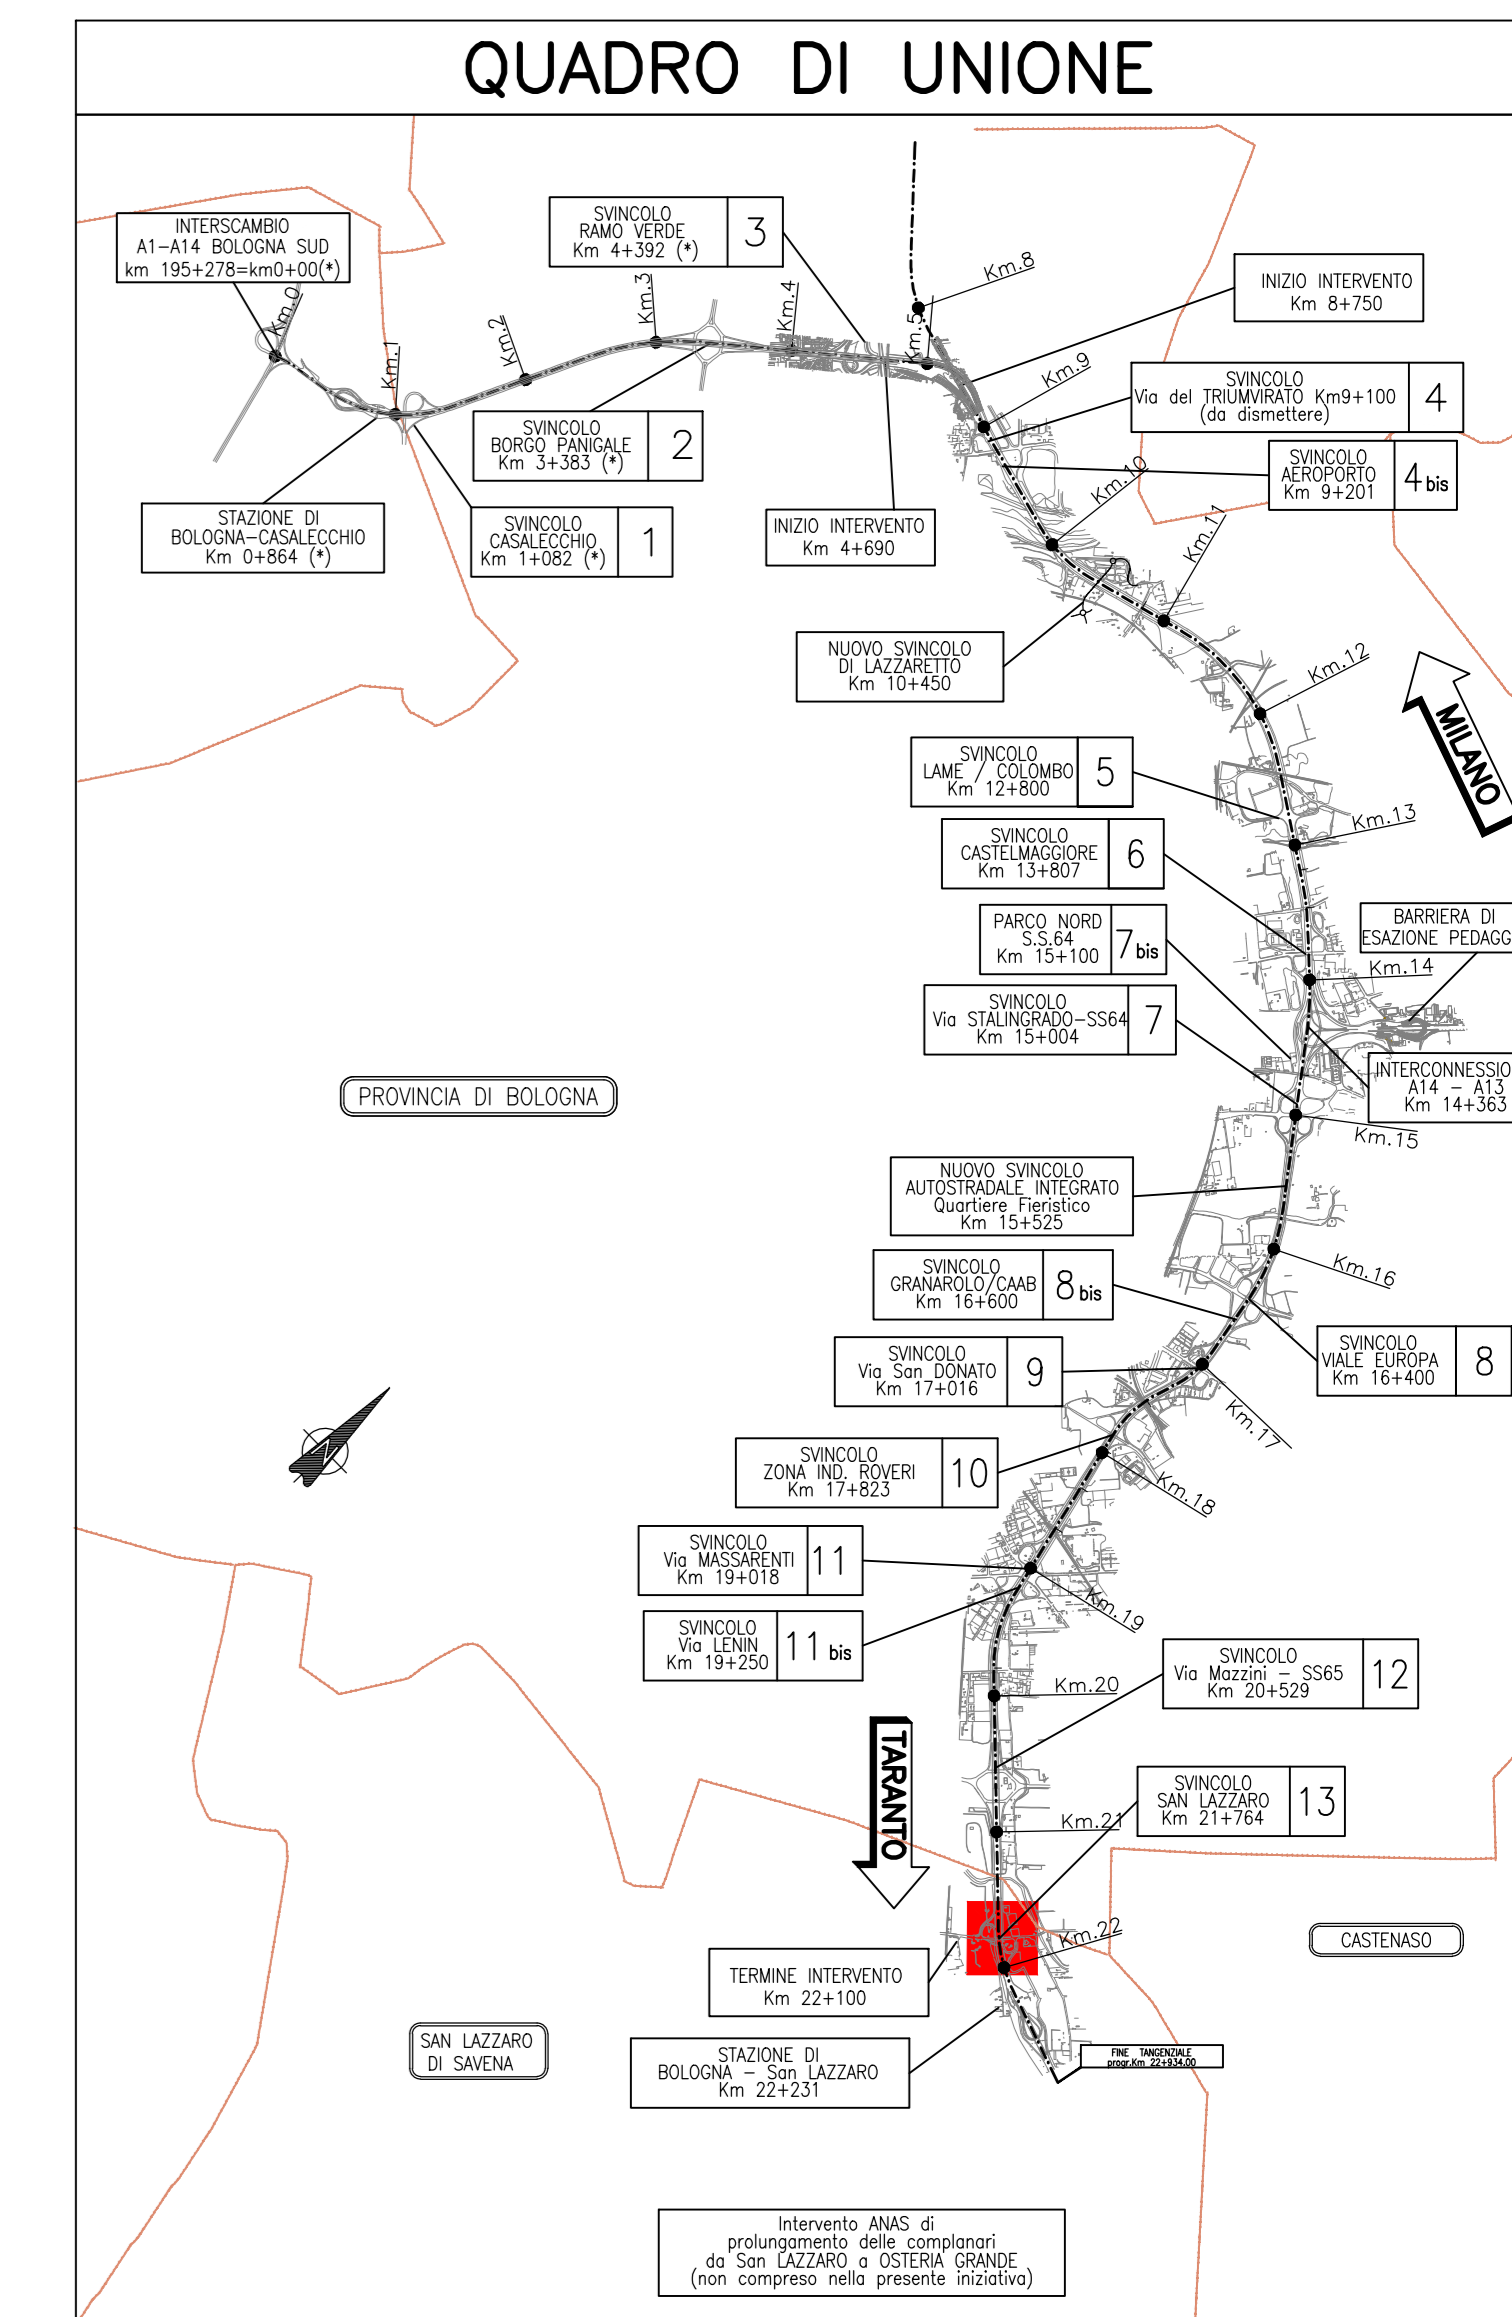 QUADRO DI UNIONE
INTERSCAMBIO
A1-A14 BOLOGNA SUD
km 195+278=km0+00(*)
SVINCOLO
RAMO VERDE
Km 4+392 (*)
3
Km.0
Km.1
Km.2
Km.3
Km.4
Km.5
Km.8
INIZIO INTERVENTO
Km 8+750
Km.9
SVINCOLO
Via del TRIUMVIRATO Km9+100
(da dismettere)
4
SVINCOLO
BORGO PANIGALE
Km 3+383 (*)
2
SVINCOLO
AEROPORTO
Km 9+201
4 bis
Km.10
STAZIONE DI
BOLOGNA-CASALECCHIO
Km 0+864 (*)
SVINCOLO
CASALECCHIO
Km 1+082 (*)
1
INIZIO INTERVENTO
Km 4+690
Km.11
NUOVO SVINCOLO
DI LAZZARETTO
Km 10+450
Km.12
MILANO
SVINCOLO
LAME / COLOMBO
Km 12+800
5
Km.13
SVINCOLO
CASTELMAGGIORE
Km 13+807
6
PARCO NORD
S.S.64
Km 15+100
7 bis
BARRIERA DI
ESAZIONE PEDAGG
Km.14
SVINCOLO
Via STALINGRADO-SS64
Km 15+004
7
INTERCONNESSIO
A14 - A13
Km 14+363
PROVINCIA DI BOLOGNA
Km.15
NUOVO SVINCOLO
AUTOSTRADALE INTEGRATO
Quartiere Fieristico
Km 15+525
SVINCOLO
GRANAROLO/CAAB
Km 16+600
8 bis
Km.16
SVINCOLO
VIALE EUROPA
Km 16+400
8
SVINCOLO
Via San DONATO
Km 17+016
9
Km.17
N
SVINCOLO
ZONA IND. ROVERI
Km 17+823
10
Km.18
SVINCOLO
Via MASSARENTI
Km 19+018
11
Km.19
SVINCOLO
Via LENIN
Km 19+250
11 bis
SVINCOLO
Via Mazzini - SS65
Km 20+529
12
Km.20
TARANTO
SVINCOLO
SAN LAZZARO
Km 21+764
13
Km.21
Km.22
CASTENASO
TERMINE INTERVENTO
Km 22+100
SAN LAZZARO
DI SAVENA
STAZIONE DI
BOLOGNA - San LAZZARO
Km 22+231
FINE TANGENZIALE
progr.Km 22+934.00
Intervento ANAS di
prolungamento delle complanari
da San LAZZARO a OSTERIA GRANDE
(non compreso nella presente iniziativa)